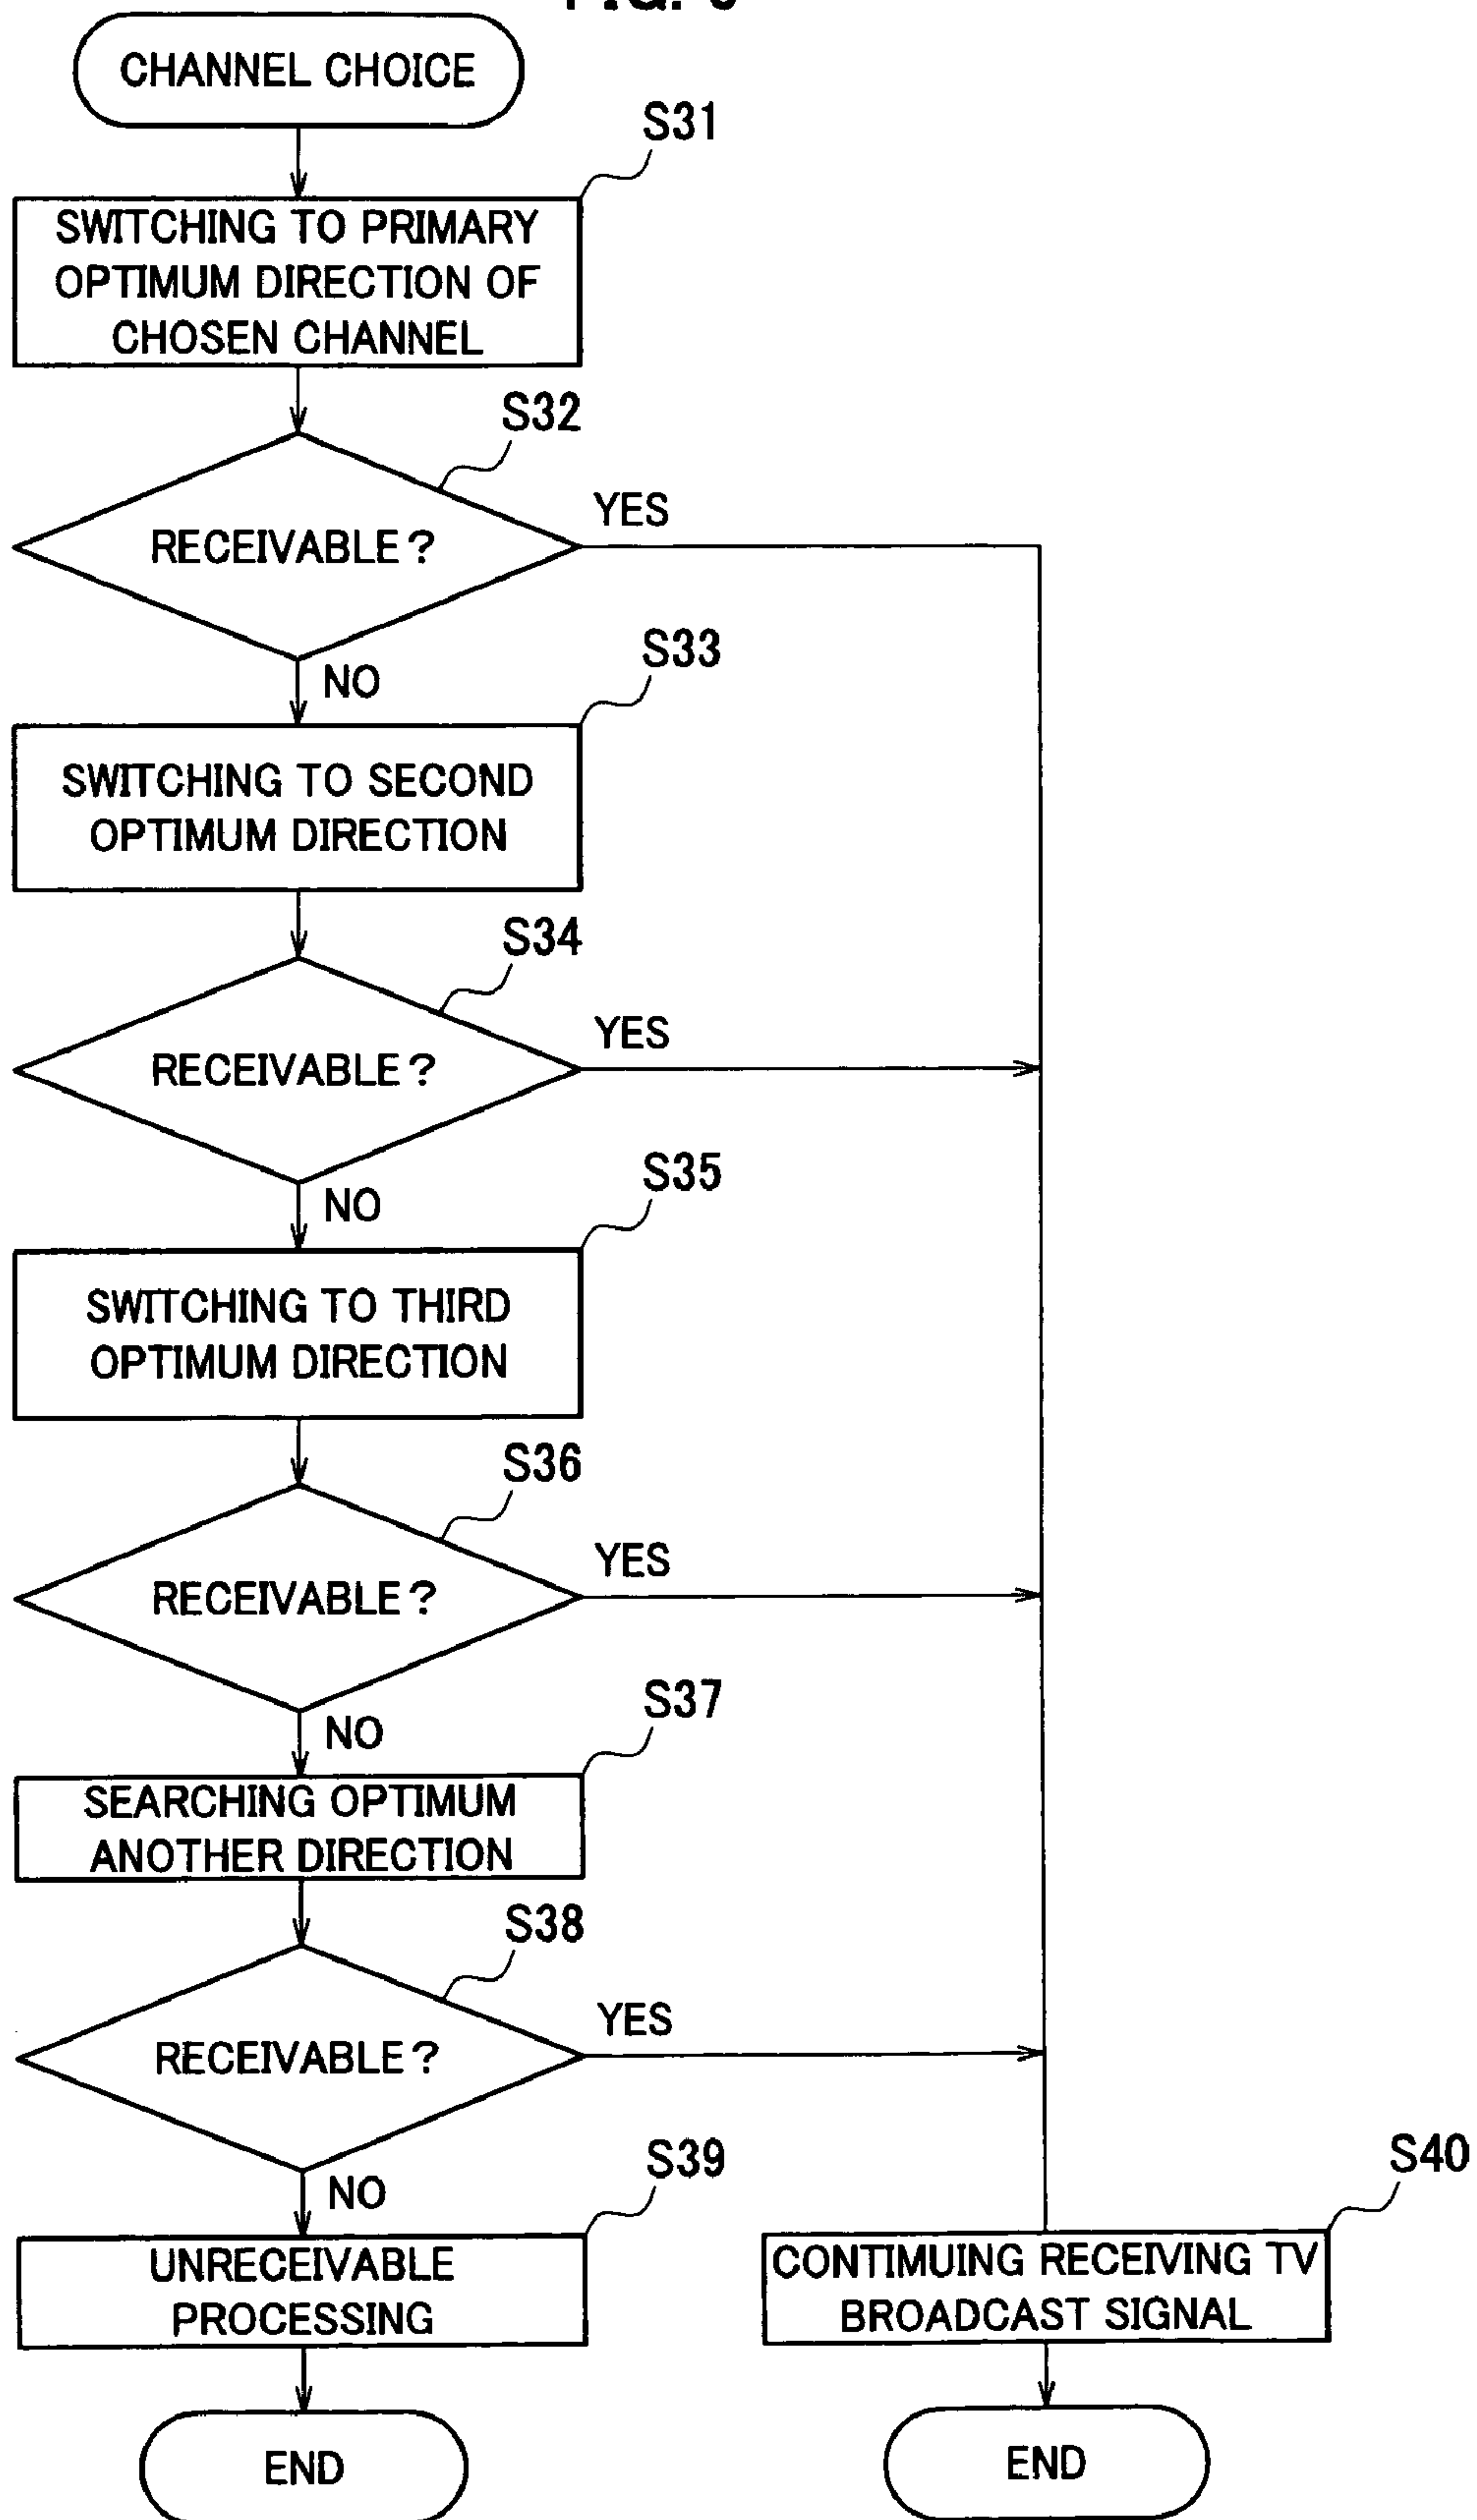 CHANNEL CHOICE
S31
SWITCHING TO PRIMARY
OPTIMUM DIRECTION OF
CHOSEN CHANNEL
S32
RECEIVABLE?
YES
NO
S33
SWITCHING TO SECOND
OPTIMUM DIRECTION
S34
RECEIVABLE?
YES
NO
S35
SWITCHING TO THIRD
OPTIMUM DIRECTION
S36
RECEIVABLE?
YES
NO
S37
SEARCHING OPTIMUM
ANOTHER DIRECTION
S38
RECEIVABLE?
YES
NO
S39
UNRECEIVABLE
PROCESSING
END
S40
CONTIMUING RECEIVING TV
BROADCAST SIGNAL
END